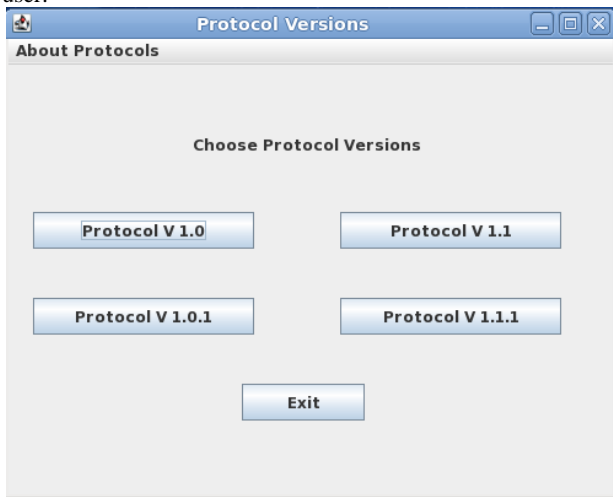 user.
Protocol Versions
About Protocols
Choose Protocol Versions
Protocol V 1.0
Protocol V 1.1
Protocol V 1.0.1
Protocol V 1.1.1
Exit